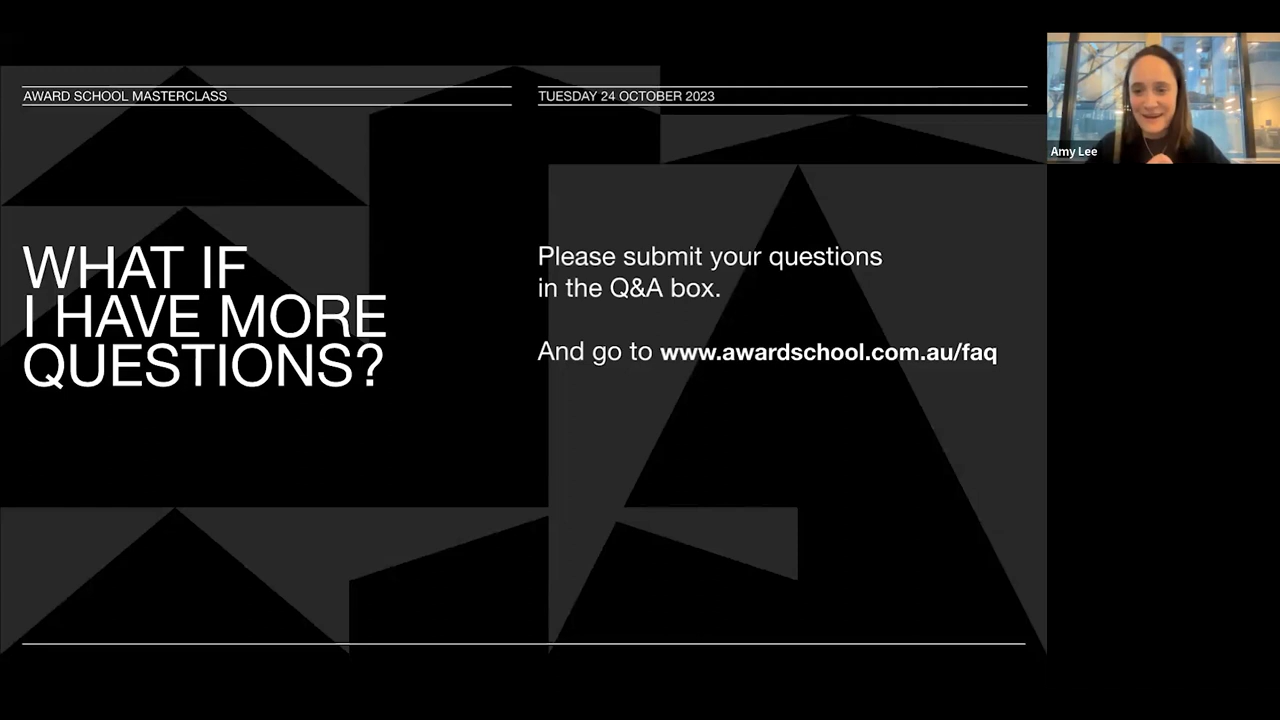 AWARD SCHOOL MASTERCLASS
TUESDAY 24 OCTOBER 2023
WHAT IF
I HAVE MORE
QUESTIONS?
Please submit your questions
in the Q&A box.
And go to www.awardschool.com.au/faq
Amy Lee